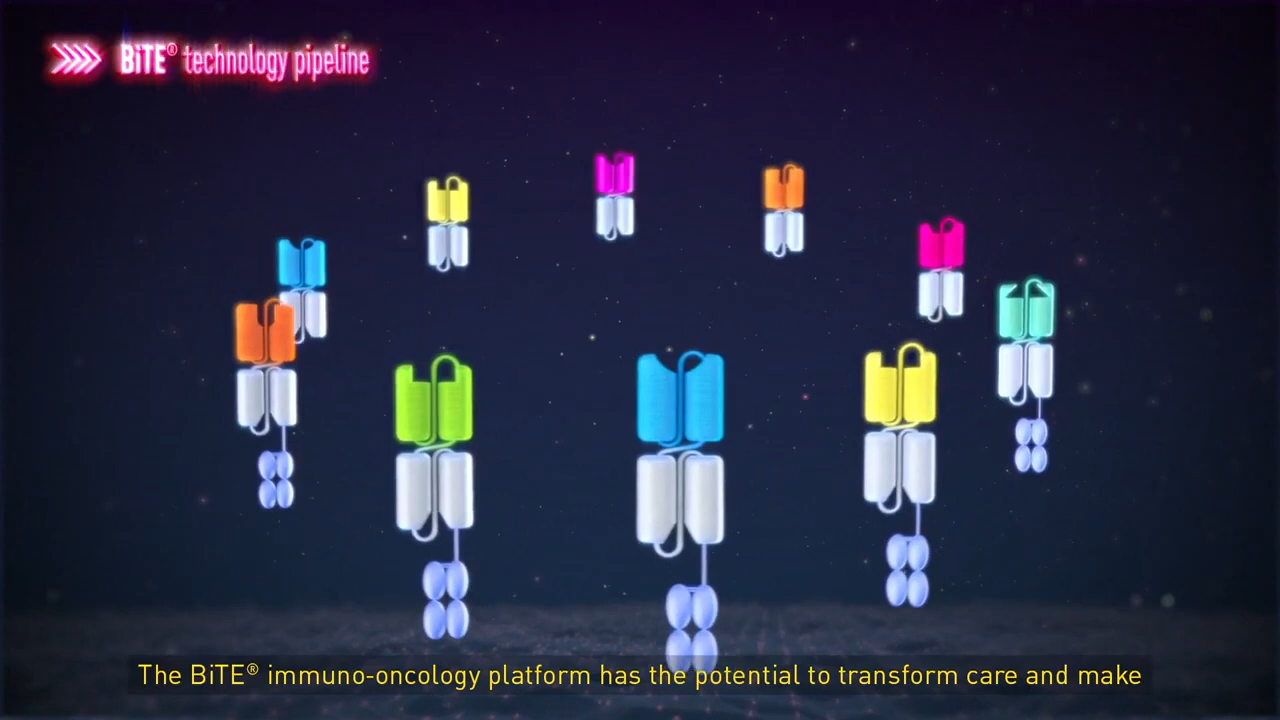 BiTE® technology pipeline
The BiTE® immuno-oncology platform has the potential to transform care and make